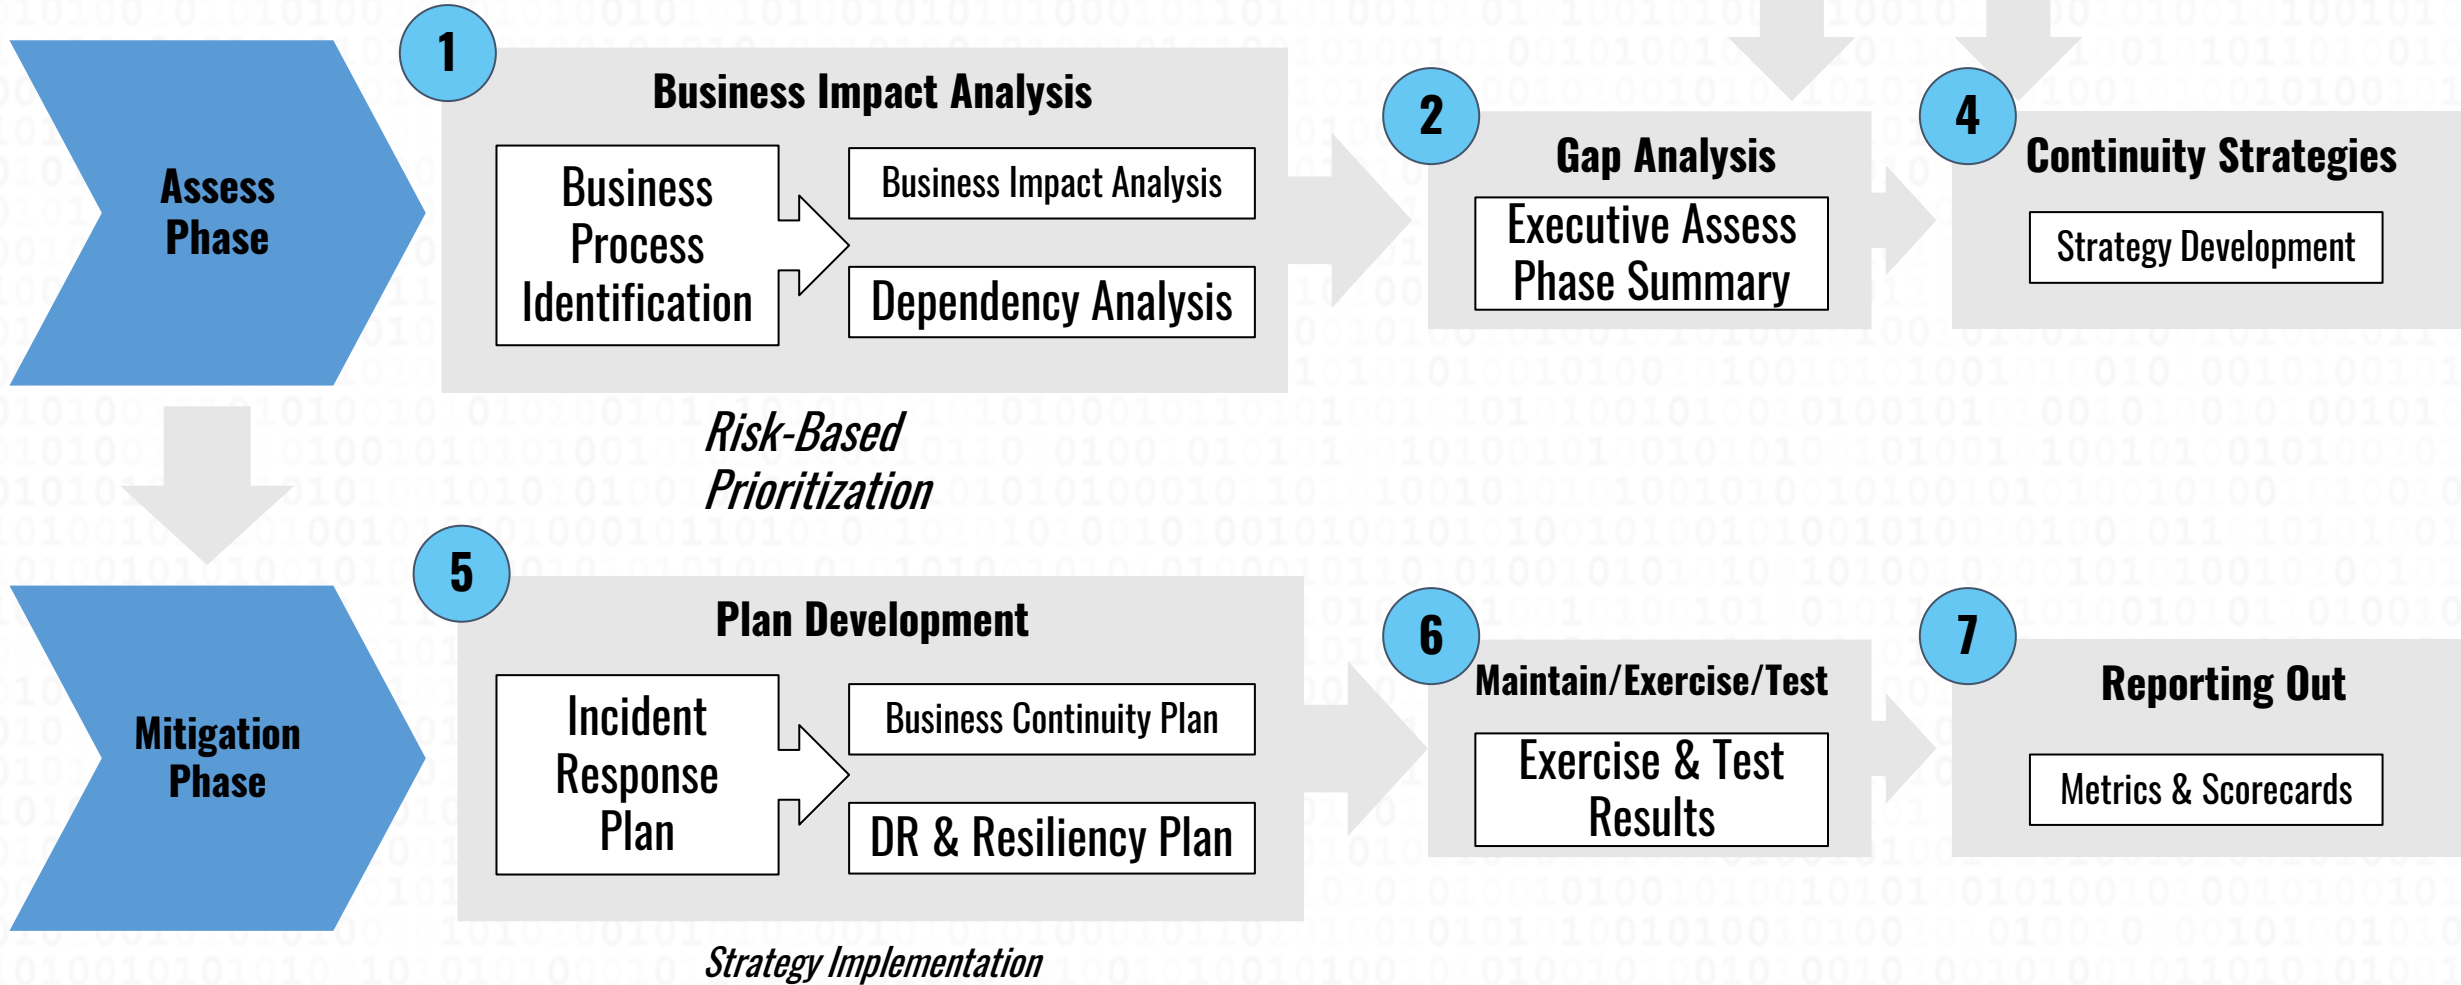 Assess
Phase
1
Business Impact Analysis
Business
Process
Identification
Business Impact Analysis
Dependency Analysis
2
Gap Analysis
Executive Assess
Phase Summary
4
Continuity Strategies
Strategy Development
Risk-Based
Prioritization
Mitigation
Phase
5
Plan Development
Incident
Response
Plan
Business Continuity Plan
DR & Resiliency Plan
6
Maintain/Exercise/Test
Exercise & Test
Results
7
Reporting Out
Metrics & Scorecards
Strategy Implementation